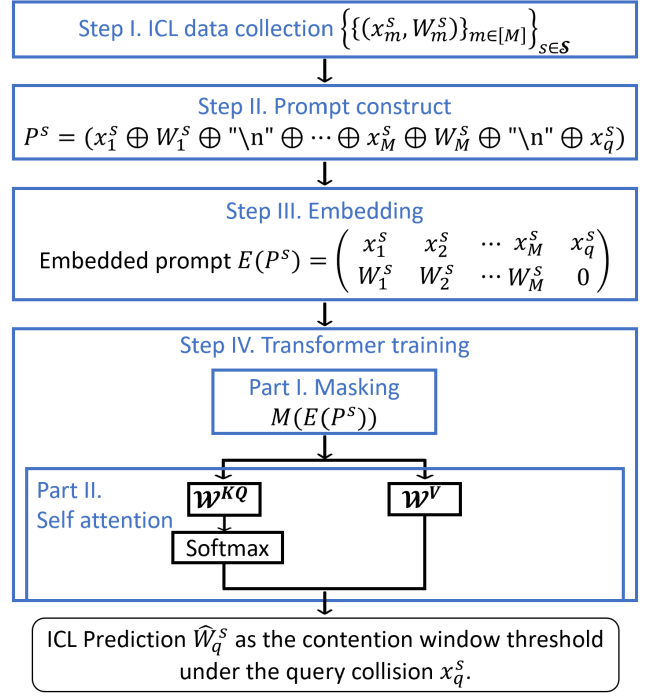 Step I. ICL data collection {{(x_m^s, W_m^s)}_{m∈[M]}}_{s∈𝓢}
Step II. Prompt construct
P^s = (x_1^s ⊕ W_1^s ⊕ "\n" ⊕ ⋯ ⊕ x_M^s ⊕ W_M^s ⊕ "\n" ⊕ x_q^s)
Step III. Embedding
Embedded prompt E(P^s) = ( x_1^s x_2^s ⋯ x_M^s x_q^s
W_1^s W_2^s ⋯ W_M^s 0 )
Step IV. Transformer training
Part I. Masking
M(E(P^s))
Part II.
Self attention
𝓦^{KQ}
𝓦^V
Softmax
ICL Prediction Ŵ_q^s as the contention window threshold
under the query collision x_q^s.